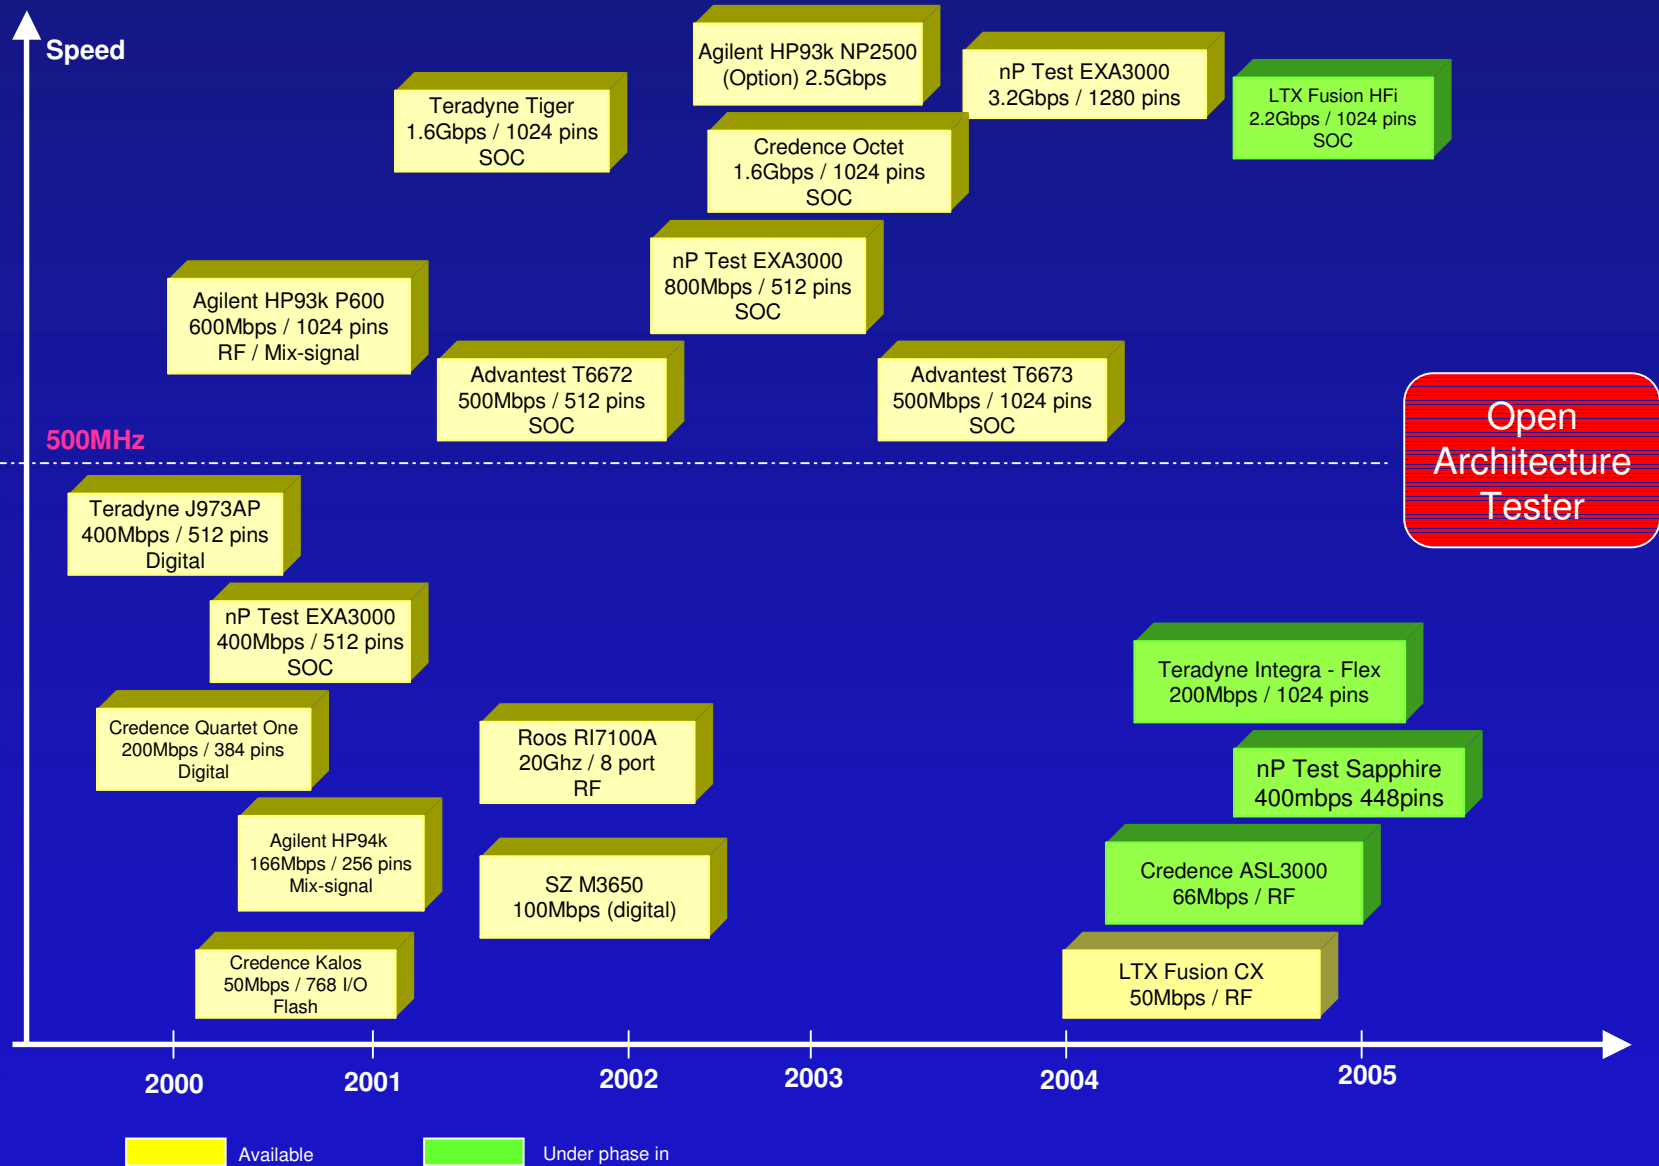 Speed
Agilent HP93k NP2500
(Option) 2.5Gbps
nP Test EXA3000
3.2Gbps / 1280 pins
LTX Fusion HFi
2.2Gbps / 1024 pins
SOC
Teradyne Tiger
1.6Gbps / 1024 pins
SOC
Credence Octet
1.6Gbps / 1024 pins
SOC
nP Test EXA3000
800Mbps / 512 pins
SOC
Agilent HP93k P600
600Mbps / 1024 pins
RF / Mix-signal
Advantest T6672
500Mbps / 512 pins
SOC
Advantest T6673
500Mbps / 1024 pins
SOC
Open
Architecture
Tester
500MHz
Teradyne J973AP
400Mbps / 512 pins
Digital
nP Test EXA3000
400Mbps / 512 pins
SOC
Teradyne Integra - Flex
200Mbps / 1024 pins
Credence Quartet One
200Mbps / 384 pins
Digital
Roos RI7100A
20Ghz / 8 port
RF
nP Test Sapphire
400mbps 448pins
Agilent HP94k
166Mbps / 256 pins
Mix-signal
SZ M3650
100Mbps (digital)
Credence ASL3000
66Mbps / RF
Credence Kalos
50Mbps / 768 I/O
Flash
LTX Fusion CX
50Mbps / RF
2000
2001
2002
2003
2004
2005
Available
Under phase in